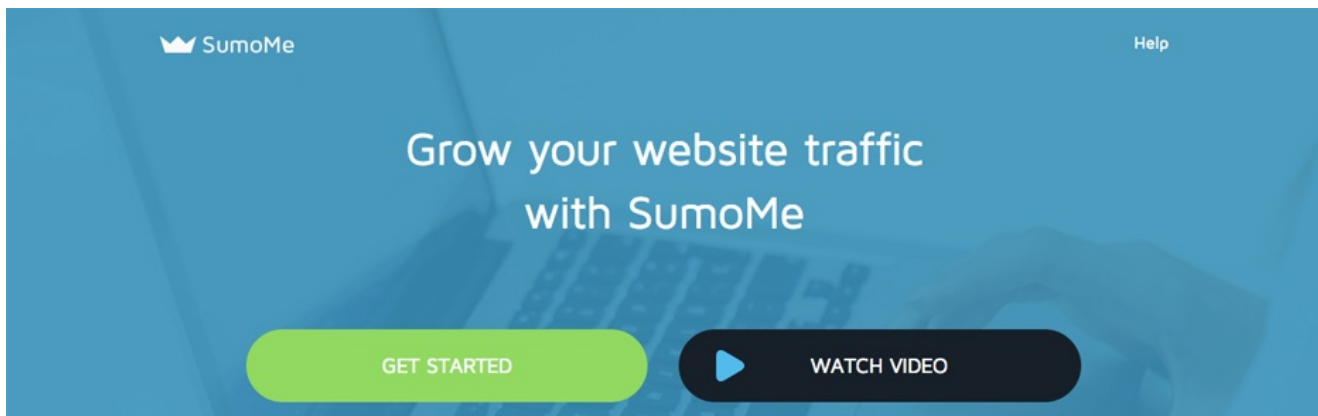 SumoMe
Help
Grow your website traffic
with SumoMe
GET STARTED
WATCH VIDEO